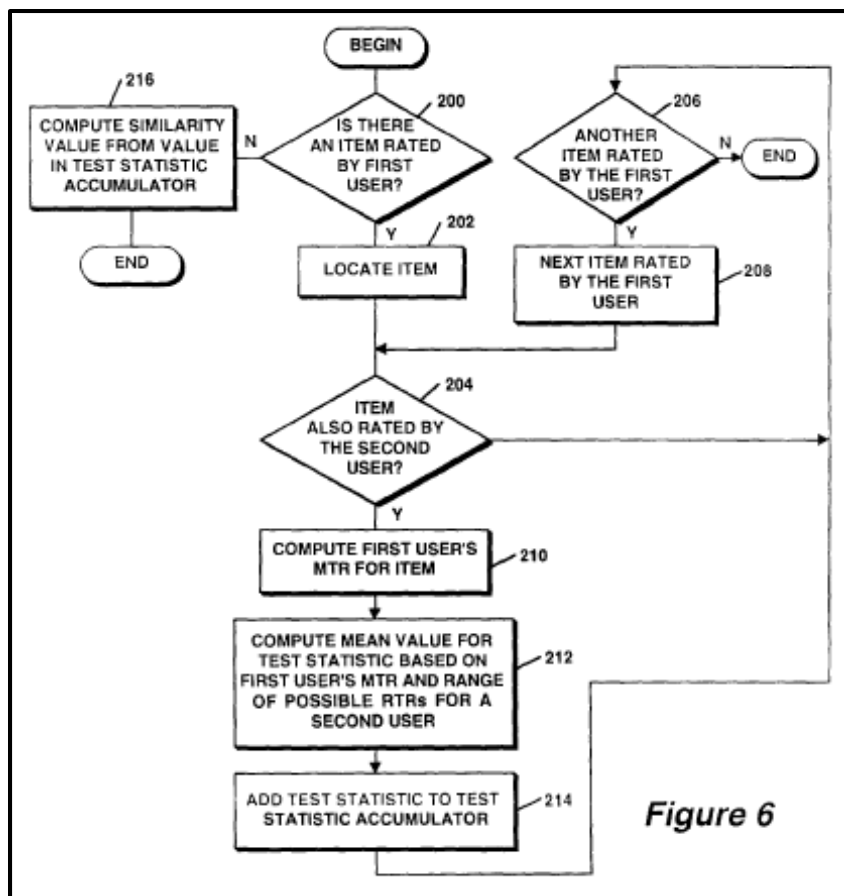 BEGIN
216
COMPUTE SIMILARITY
VALUE FROM VALUE
IN TEST STATISTIC
ACCUMULATOR
N
200
IS THERE
AN ITEM RATED
BY FIRST
USER?
206
ANOTHER
ITEM RATED
BY THE FIRST
USER?
N
END
Y
202
Y
END
LOCATE ITEM
NEXT ITEM RATED
BY THE FIRST
USER
208
204
ITEM
ALSO RATED BY
THE SECOND
USER?
Y
COMPUTE FIRST USER'S
MTR FOR ITEM
210
COMPUTE MEAN VALUE FOR
TEST STATISTIC BASED ON
FIRST USER'S MTR AND RANGE
OF POSSIBLE RTRs FOR A
SECOND USER
212
ADD TEST STATISTIC TO TEST
STATISTIC ACCUMULATOR
214
Figure 6